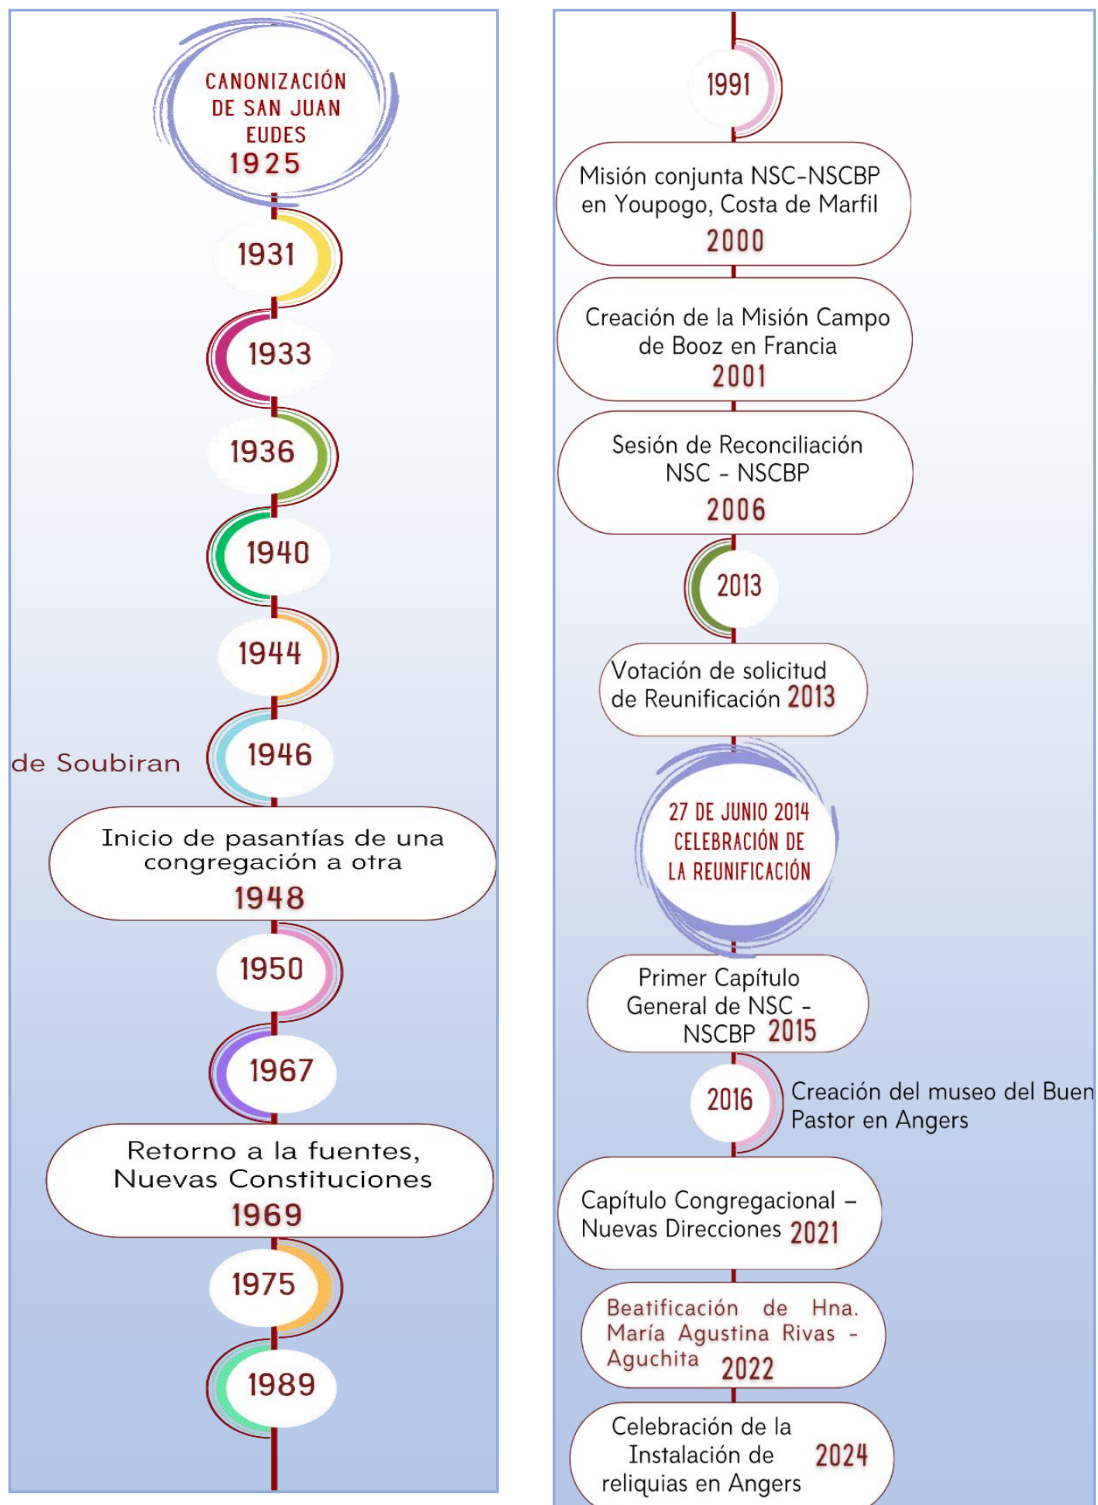 CANONIZACIÓN
DE SAN JUAN
EUDES
1925
1931
1933
1936
1940
1944
1946
de Soubiran
Inicio de pasantías de una
congregación a otra
1948
1950
1967
Retorno a la fuentes,
Nuevas Constituciones
1969
1975
1989
1991
Misión conjunta NSC-NSCBP
en Youpogo, Costa de Marfil
2000
Creación de la Misión Campo
de Booz en Francia
2001
Sesión de Reconciliación
NSC - NSCBP
2006
2013
Votación de solicitud
de Reunificación 2013
27 DE JUNIO 2014
CELEBRACIÓN DE
LA REUNIFICACIÓN
Primer Capítulo
General de NSC -
NSCBP 2015
2016
Creación del museo del Buen
Pastor en Angers
Capítulo Congregacional –
Nuevas Direcciones 2021
Beatificación de Hna.
María Agustina Rivas -
Aguchita 2022
Celebración de la
Instalación de 2024
reliquias en Angers